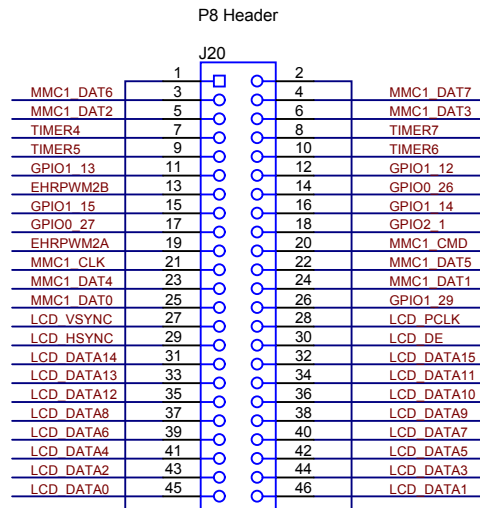 P8 Header
J20
1 2
MMC1_DAT6 3 4 MMC1_DAT7
MMC1_DAT2 5 6 MMC1_DAT3
TIMER4 7 8 TIMER7
TIMER5 9 10 TIMER6
GPIO1_13 11 12 GPIO1_12
EHRPWM2B 13 14 GPIO0_26
GPIO1_15 15 16 GPIO1_14
GPIO0_27 17 18 GPIO2_1
EHRPWM2A 19 20 MMC1_CMD
MMC1_CLK 21 22 MMC1_DAT5
MMC1_DAT4 23 24 MMC1_DAT1
MMC1_DAT0 25 26 GPIO1_29
LCD_VSYNC 27 28 LCD_PCLK
LCD_HSYNC 29 30 LCD_DE
LCD_DATA14 31 32 LCD_DATA15
LCD_DATA13 33 34 LCD_DATA11
LCD_DATA12 35 36 LCD_DATA10
LCD_DATA8 37 38 LCD_DATA9
LCD_DATA6 39 40 LCD_DATA7
LCD_DATA4 41 42 LCD_DATA5
LCD_DATA2 43 44 LCD_DATA3
LCD_DATA0 45 46 LCD_DATA1